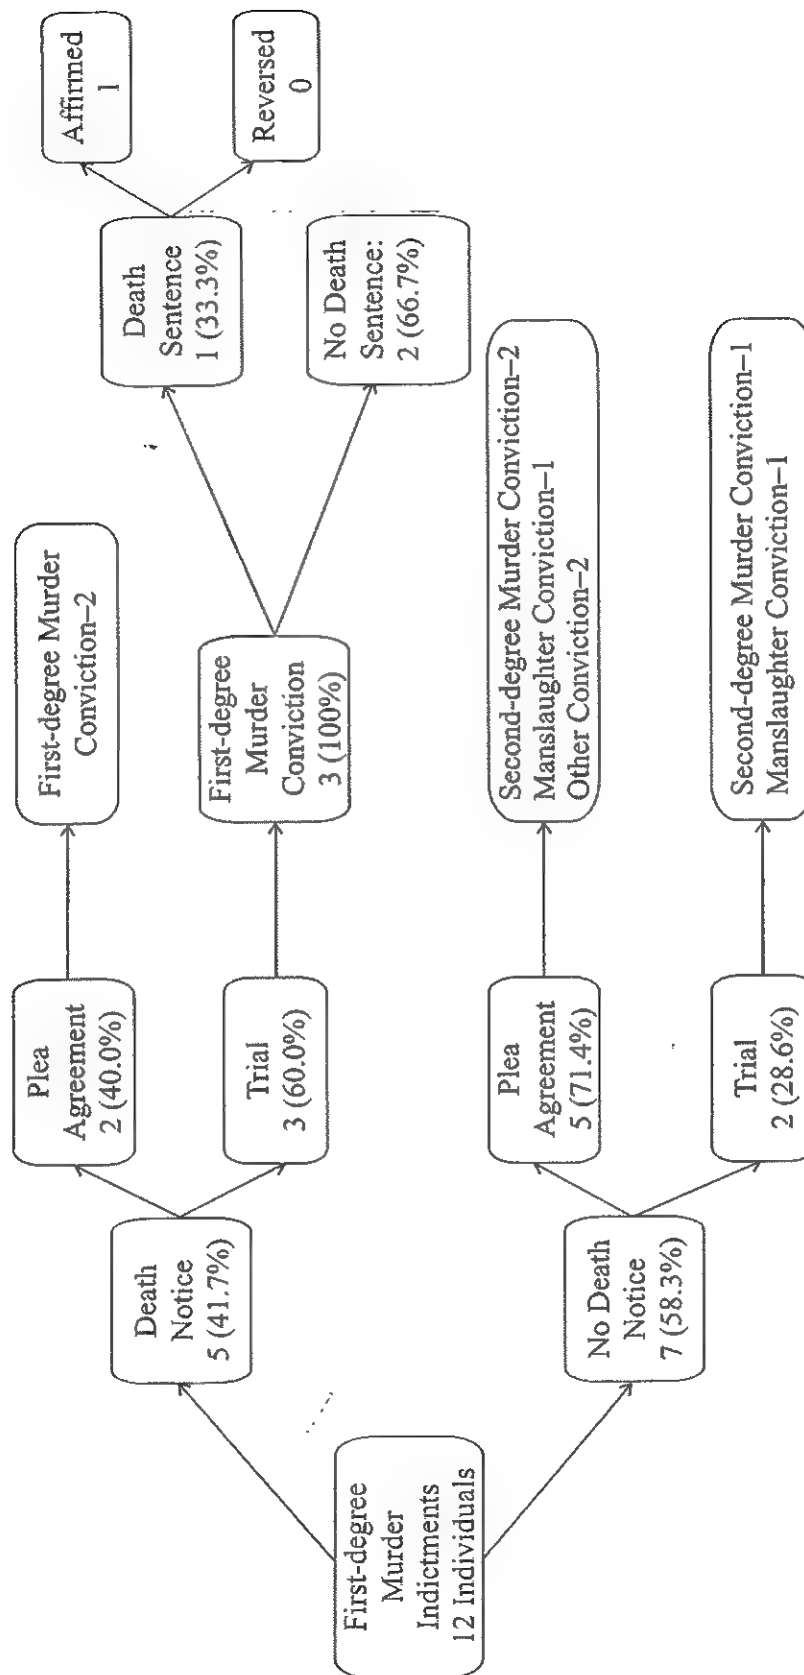 First-degree
Murder
Indictments
12 Individuals
Death
Notice
5 (41.7%)
No Death
Notice
7 (58.3%)
Plea
Agreement
2 (40.0%)
Trial
3 (60.0%)
Plea
Agreement
5 (71.4%)
Trial
2 (28.6%)
First-degree Murder
Conviction–2
First-degree
Murder
Conviction
3 (100%)
Second-degree Murder Conviction–2
Manslaughter Conviction–1
Other Conviction–2
Second-degree Murder Conviction–1
Manslaughter Conviction–1
Death
Sentence
1 (33.3%)
No Death
Sentence:
2 (66.7%)
Affirmed
1
Reversed
0